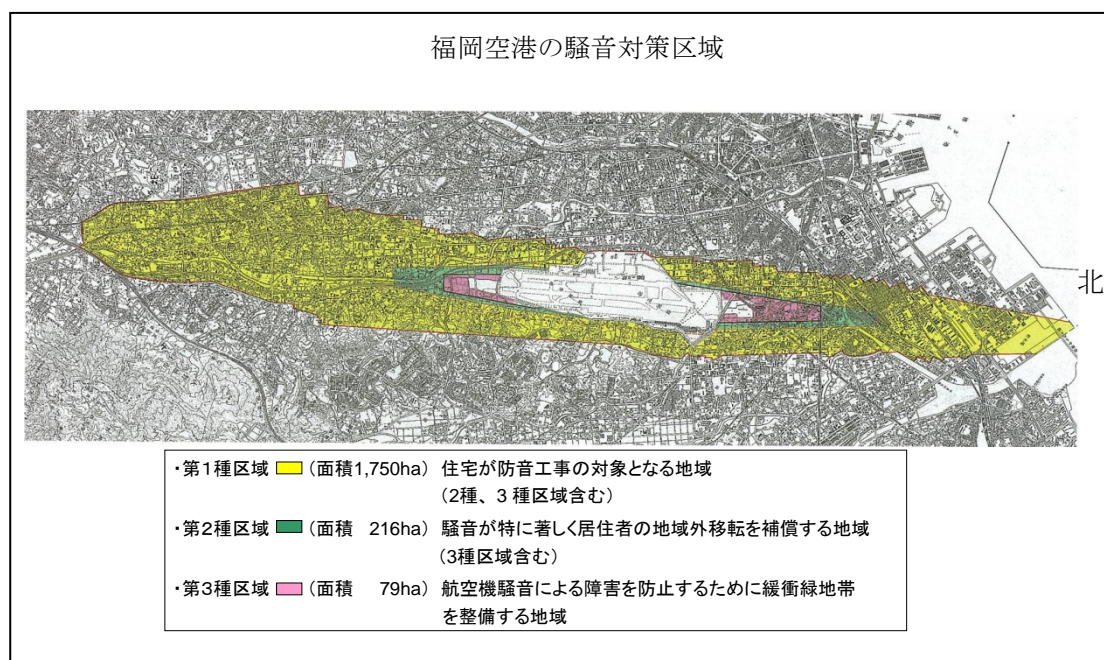 福岡空港の騒音対策区域
北
・第1種区域 (面積1,750ha) 住宅が防音工事の対象となる地域
(2種、3種区域含む)
・第2種区域 (面積 216ha) 騒音が特に著しく居住者の地域外移転を補償する地域
(3種区域含む)
・第3種区域 (面積 79ha) 航空機騒音による障害を防止するために緩衝緑地帯
を整備する地域